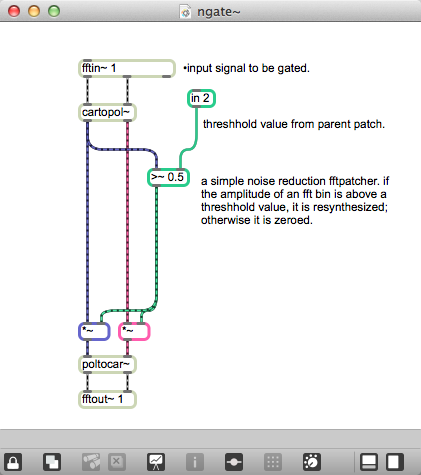 ngate~
fftin~ 1
•input signal to be gated.
in 2
cartopol~
threshhold value from parent patch.
>~ 0.5
a simple noise reduction fftpatcher. if
the amplitude of an fft bin is above a
threshhold value, it is resynthesized;
otherwise it is zeroed.
*~
*~
poltocar~
fftout~ 1